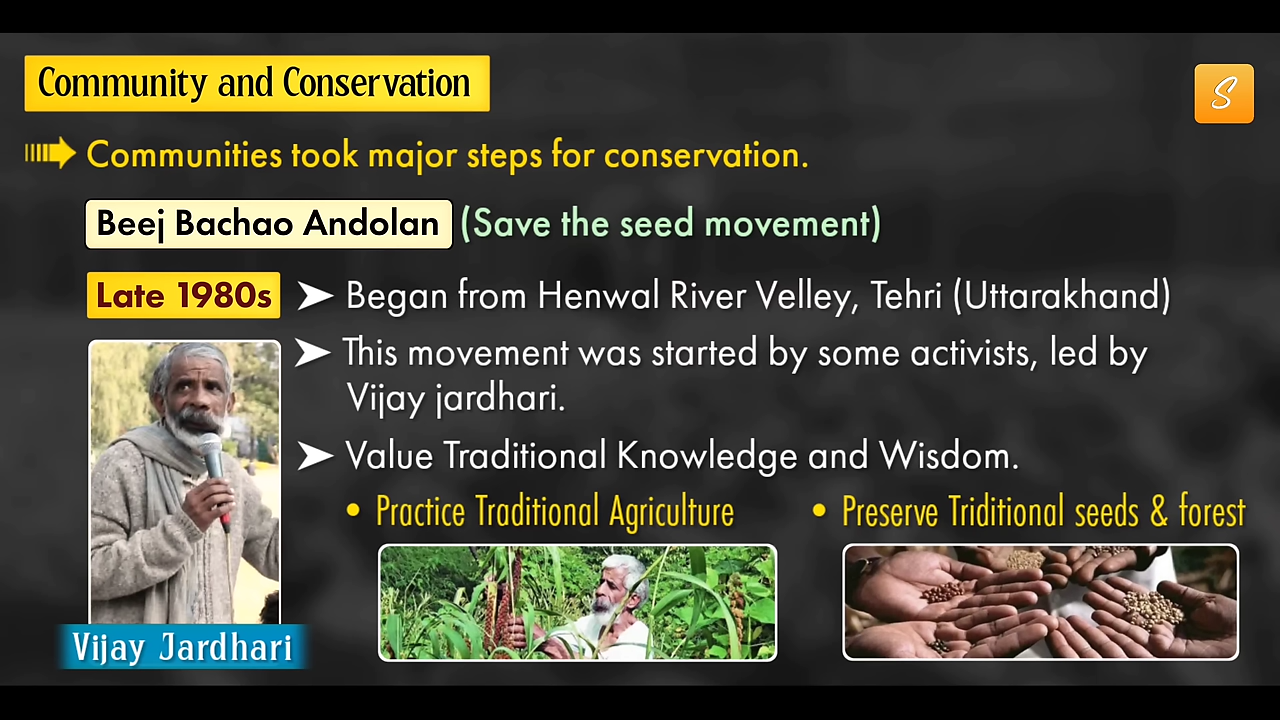 Community and Conservation
S
Communities took major steps for conservation.
Beej Bachao Andolan (Save the seed movement)
Late 1980s
Began from Henwal River Velley, Tehri (Uttarakhand)
This movement was started by some activists, led by
Vijay jardhari.
Value Traditional Knowledge and Wisdom.
• Practice Traditional Agriculture
• Preserve Triditional seeds & forest
Vijay Jardhari